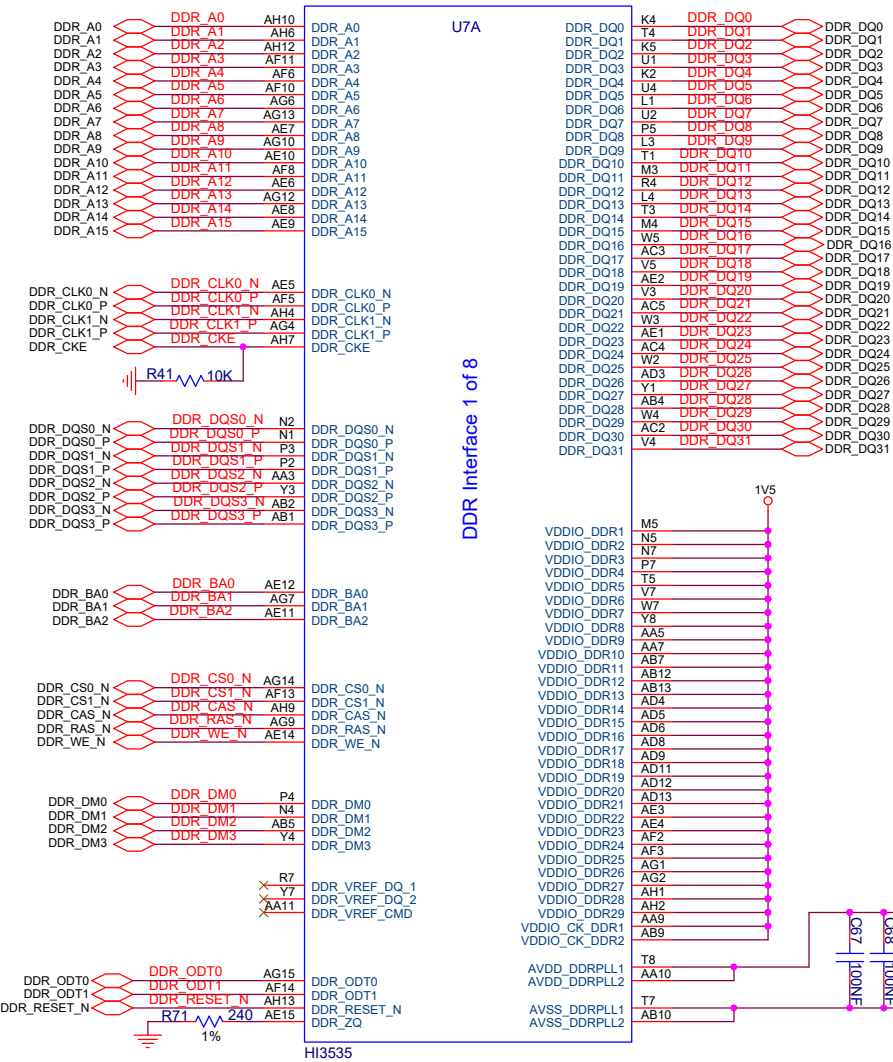 U7A
DDR_A0 DDR_A0 AH10 DDR_A0
DDR_A1 DDR_A1 AH6 DDR_A1
DDR_A2 DDR_A2 AH12 DDR_A2
DDR_A3 DDR_A3 AF11 DDR_A3
DDR_A4 DDR_A4 AF6 DDR_A4
DDR_A5 DDR_A5 AF10 DDR_A5
DDR_A6 DDR_A6 AG6 DDR_A6
DDR_A7 DDR_A7 AG13 DDR_A7
DDR_A8 DDR_A8 AE7 DDR_A8
DDR_A9 DDR_A9 AG10 DDR_A9
DDR_A10 DDR_A10 AE10 DDR_A10
DDR_A11 DDR_A11 AF8 DDR_A11
DDR_A12 DDR_A12 AE6 DDR_A12
DDR_A13 DDR_A13 AG12 DDR_A13
DDR_A14 DDR_A14 AE8 DDR_A14
DDR_A15 DDR_A15 AE9 DDR_A15
DDR_CLK0_N DDR_CLK0_N AE5 DDR_CLK0_N
DDR_CLK0_P DDR_CLK0_P AF5 DDR_CLK0_P
DDR_CLK1_N DDR_CLK1_N AH4 DDR_CLK1_N
DDR_CLK1_P DDR_CLK1_P AG4 DDR_CLK1_P
DDR_CKE DDR_CKE AH7 DDR_CKE
R41 10K
DDR_DQS0_N DDR_DQS0_N N2 DDR_DQS0_N
DDR_DQS0_P DDR_DQS0_P N1 DDR_DQS0_P
DDR_DQS1_N DDR_DQS1_N P3 DDR_DQS1_N
DDR_DQS1_P DDR_DQS1_P P2 DDR_DQS1_P
DDR_DQS2_N DDR_DQS2_N AA3 DDR_DQS2_N
DDR_DQS2_P DDR_DQS2_P Y3 DDR_DQS2_P
DDR_DQS3_N DDR_DQS3_N AB2 DDR_DQS3_N
DDR_DQS3_P DDR_DQS3_P AB1 DDR_DQS3_P
DDR_BA0 DDR_BA0 AE12 DDR_BA0
DDR_BA1 DDR_BA1 AG7 DDR_BA1
DDR_BA2 DDR_BA2 AE11 DDR_BA2
DDR_CS0_N DDR_CS0_N AG14 DDR_CS0_N
DDR_CS1_N DDR_CS1_N AF13 DDR_CS1_N
DDR_CAS_N DDR_CAS_N AH9 DDR_CAS_N
DDR_RAS_N DDR_RAS_N AG9 DDR_RAS_N
DDR_WE_N DDR_WE_N AE14 DDR_WE_N
DDR_DM0 DDR_DM0 P4 DDR_DM0
DDR_DM1 DDR_DM1 N4 DDR_DM1
DDR_DM2 DDR_DM2 AB5 DDR_DM2
DDR_DM3 DDR_DM3 Y4 DDR_DM3
R7 DDR_VREF_DQ_1
Y7 DDR_VREF_DQ_2
AA11 DDR_VREF_CMD
DDR_ODT0 DDR_ODT0 AG15 DDR_ODT0
DDR_ODT1 DDR_ODT1 AF14 DDR_ODT1
DDR_RESET_N DDR_RESET_N AH13 DDR_RESET_N
R71 240 AE15 DDR_ZQ
1%
HI3535
DDR Interface 1 of 8
DDR_DQ0 K4 DDR_DQ0 DDR_DQ0
DDR_DQ1 T4 DDR_DQ1 DDR_DQ1
DDR_DQ2 K5 DDR_DQ2 DDR_DQ2
DDR_DQ3 U1 DDR_DQ3 DDR_DQ3
DDR_DQ4 K2 DDR_DQ4 DDR_DQ4
DDR_DQ5 U4 DDR_DQ5 DDR_DQ5
DDR_DQ6 L1 DDR_DQ6 DDR_DQ6
DDR_DQ7 U2 DDR_DQ7 DDR_DQ7
DDR_DQ8 P5 DDR_DQ8 DDR_DQ8
DDR_DQ9 L3 DDR_DQ9 DDR_DQ9
DDR_DQ10 T1 DDR_DQ10 DDR_DQ10
DDR_DQ11 M3 DDR_DQ11 DDR_DQ11
DDR_DQ12 R4 DDR_DQ12 DDR_DQ12
DDR_DQ13 L4 DDR_DQ13 DDR_DQ13
DDR_DQ14 T3 DDR_DQ14 DDR_DQ14
DDR_DQ15 M4 DDR_DQ15 DDR_DQ15
DDR_DQ16 W5 DDR_DQ16 DDR_DQ16
DDR_DQ17 AC3 DDR_DQ17 DDR_DQ17
DDR_DQ18 V5 DDR_DQ18 DDR_DQ18
DDR_DQ19 AE2 DDR_DQ19 DDR_DQ19
DDR_DQ20 V3 DDR_DQ20 DDR_DQ20
DDR_DQ21 AC5 DDR_DQ21 DDR_DQ21
DDR_DQ22 W3 DDR_DQ22 DDR_DQ22
DDR_DQ23 AE1 DDR_DQ23 DDR_DQ23
DDR_DQ24 AC4 DDR_DQ24 DDR_DQ24
DDR_DQ25 W2 DDR_DQ25 DDR_DQ25
DDR_DQ26 AD3 DDR_DQ26 DDR_DQ26
DDR_DQ27 Y1 DDR_DQ27 DDR_DQ27
DDR_DQ28 AB4 DDR_DQ28 DDR_DQ28
DDR_DQ29 W4 DDR_DQ29 DDR_DQ29
DDR_DQ30 AC2 DDR_DQ30 DDR_DQ30
DDR_DQ31 V4 DDR_DQ31 DDR_DQ31
1V5
VDDIO_DDR1 M5
VDDIO_DDR2 N5
VDDIO_DDR3 N7
VDDIO_DDR4 P7
VDDIO_DDR5 T5
VDDIO_DDR6 V7
VDDIO_DDR7 W7
VDDIO_DDR8 Y8
VDDIO_DDR9 AA5
VDDIO_DDR10 AA7
VDDIO_DDR11 AB7
VDDIO_DDR12 AB12
VDDIO_DDR13 AB13
VDDIO_DDR14 AD4
VDDIO_DDR15 AD5
VDDIO_DDR16 AD6
VDDIO_DDR17 AD8
VDDIO_DDR18 AD9
VDDIO_DDR19 AD11
VDDIO_DDR20 AD12
VDDIO_DDR21 AD13
VDDIO_DDR22 AE3
VDDIO_DDR23 AE4
VDDIO_DDR24 AF2
VDDIO_DDR25 AF3
VDDIO_DDR26 AG1
VDDIO_DDR27 AG2
VDDIO_DDR28 AH1
VDDIO_DDR29 AH2
VDDIO_CK_DDR1 AA9
VDDIO_CK_DDR2 AB9
AVDD_DDRPLL1 T8
AVDD_DDRPLL2 AA10
AVSS_DDRPLL1 T7
AVSS_DDRPLL2 AB10
C67 100NF
C68 100NF